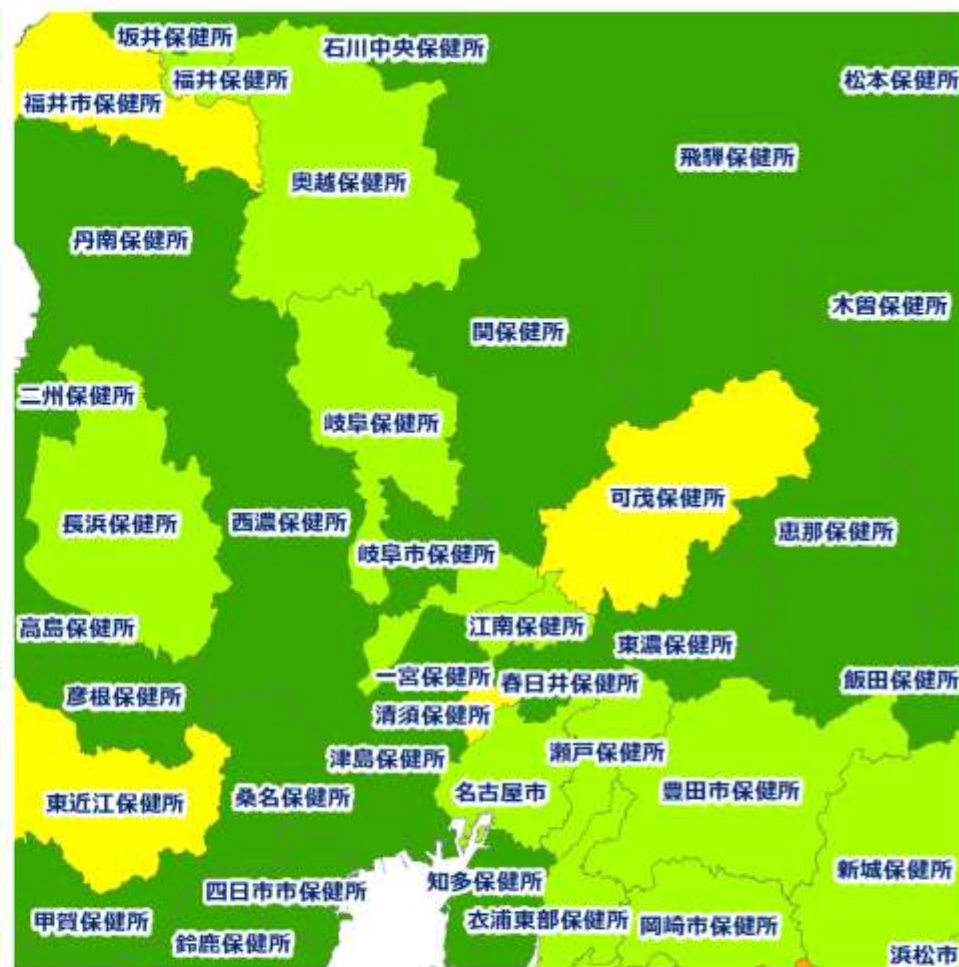 坂井保健所
石川中央保健所
福井保健所
松本保健所
福井市保健所
飛騨保健所
奥越保健所
丹南保健所
木曽保健所
関保健所
二州保健所
岐阜保健所
可茂保健所
長浜保健所
西濃保健所
恵那保健所
岐阜市保健所
高島保健所
江南保健所
東濃保健所
一宮保健所
春日井保健所
飯田保健所
彦根保健所
清須保健所
津島保健所
瀬戸保健所
東近江保健所
桑名保健所
名古屋市
豊田市保健所
新城保健所
四日市市保健所
知多保健所
甲賀保健所
衣浦東部保健所
岡崎市保健所
鈴鹿保健所
浜松市